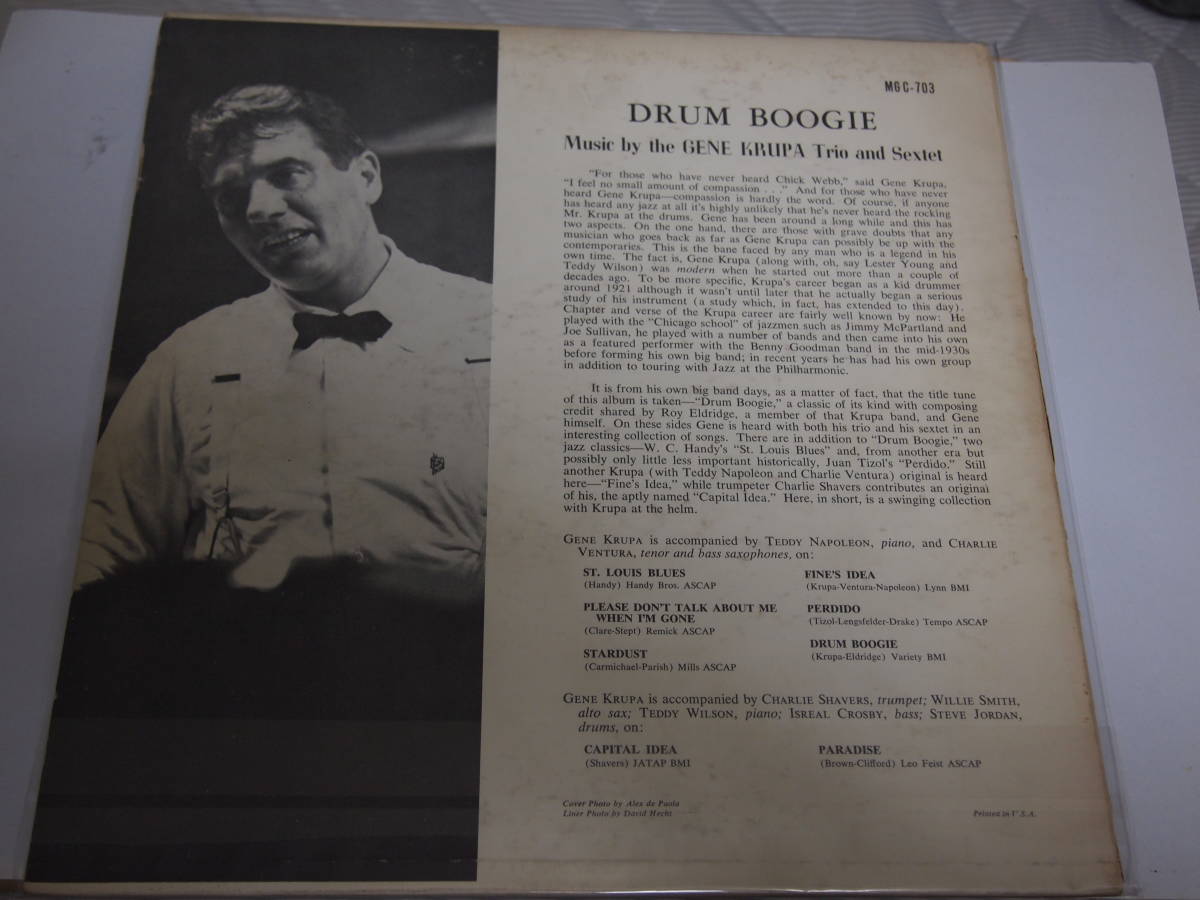 MG C-703
DRUM BOOGIE
Music by the GENE KRUPA Trio and Sextet
"For those who have never heard Chick Webb," said Gene Krupa,
"I feel no small amount of compassion . . ." And for those who have never
heard Gene Krupa—compassion is hardly the word. Of course, if anyone
has heard any jazz at all it's highly unlikely that he's never heard the rocking
Mr. Krupa at the drums. Gene has been around a long while and this has
two aspects. On the one hand, there are those with grave doubts that any
musician who goes back as far as Gene Krupa can possibly be up with the
contemporaries. This is the bane faced by any man who is a legend in his
own time. The fact is, Gene Krupa (along with, oh, say Lester Young and
Teddy Wilson) was modern when he started out more than a couple of
decades ago. To be more specific, Krupa's career began as a kid drummer
around 1921 although it wasn't until later that he actually began a serious
study of his instrument (a study which, in fact, has extended to this day).
Chapter and verse of the Krupa career are fairly well known by now: He
played with the "Chicago school" of jazzmen such as Jimmy McPartland and
Joe Sullivan, he played with a number of bands and then came into his own
as a featured performer with the Benny Goodman band in the mid-1930s
before forming his own big band; in recent years he has had his own group
in addition to touring with Jazz at the Philharmonic.
It is from his own big band days, as a matter of fact, that the title tune
of this album is taken—"Drum Boogie," a classic of its kind with composing
credit shared by Roy Eldridge, a member of that Krupa band, and Gene
himself. On these sides Gene is heard with both his trio and his sextet in an
interesting collection of songs. There are in addition to "Drum Boogie," two
jazz classics—W. C. Handy's "St. Louis Blues" and, from another era but
possibly only little less important historically, Juan Tizol's "Perdido." Still
another Krupa (with Teddy Napoleon and Charlie Ventura) original is heard
here—"Fine's Idea," while trumpeter Charlie Shavers contributes an original
of his, the aptly named "Capital Idea." Here, in short, is a swinging collection
with Krupa at the helm.
GENE KRUPA is accompanied by TEDDY NAPOLEON, piano, and CHARLIE
VENTURA, tenor and bass saxophones, on:
ST. LOUIS BLUES
(Handy) Handy Bros. ASCAP
PLEASE DON'T TALK ABOUT ME
WHEN I'M GONE
(Clare-Stept) Remick ASCAP
STARDUST
(Carmichael-Parish) Mills ASCAP
FINE'S IDEA
(Krupa-Ventura-Napoleon) Lynn BMI
PERDIDO
(Tizol-Lengsfelder-Drake) Tempo ASCAP
DRUM BOOGIE
(Krupa-Eldridge) Variety BMI
GENE KRUPA is accompanied by CHARLIE SHAVERS, trumpet; WILLIE SMITH,
alto sax; TEDDY WILSON, piano; ISREAL CROSBY, bass; STEVE JORDAN,
drums, on:
CAPITAL IDEA
(Shavers) JATAP BMI
PARADISE
(Brown-Clifford) Leo Feist ASCAP
Cover Photo by Alex de Paola
Liner Photo by David Hecht
Printed in U.S.A.